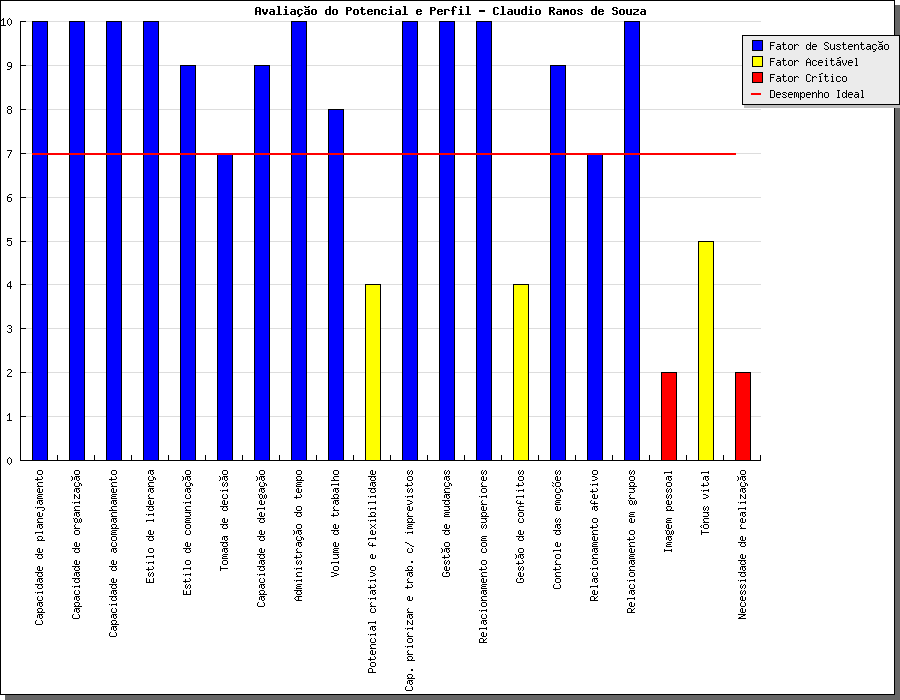 Avaliação do Potencial e Perfil - Claudio Ramos de Souza
Fator de Sustentação
Fator Aceitável
Fator Crítico
Desempenho Ideal
10
9
8
7
6
5
4
3
2
1
0
Capacidade de planejamento
Capacidade de organização
Capacidade de acompanhamento
Estilo de liderança
Estilo de comunicação
Tomada de decisão
Capacidade de delegação
Administração do tempo
Volume de trabalho
Potencial criativo e flexibilidade
Cap. priorizar e trab. c/ imprevistos
Gestão de mudanças
Relacionamento com superiores
Gestão de conflitos
Controle das emoções
Relacionamento afetivo
Relacionamento em grupos
Imagem pessoal
Tônus vital
Necessidade de realização